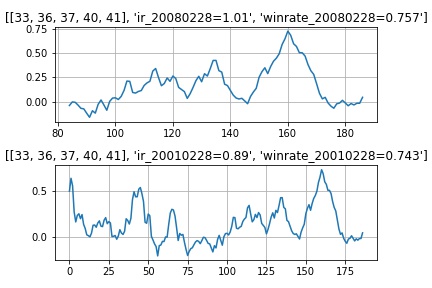 [[33, 36, 37, 40, 41], 'ir_20080228=1.01', 'winrate_20080228=0.757']
0.75
0.50
0.25
0.00
80 100 120 140 160 180
[[33, 36, 37, 40, 41], 'ir_20010228=0.89', 'winrate_20010228=0.743']
0.5
0.0
0 25 50 75 100 125 150 175